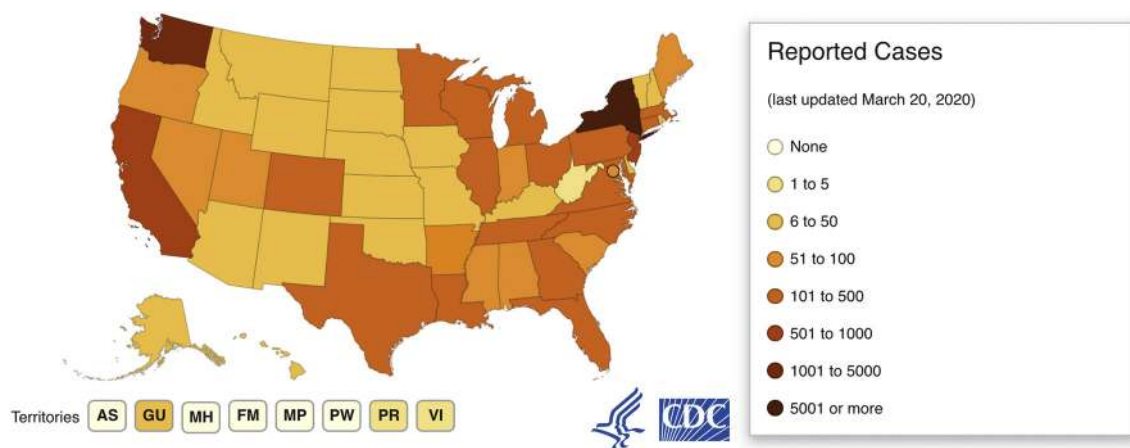 Reported Cases
(last updated March 20, 2020)
None
1 to 5
6 to 50
51 to 100
101 to 500
501 to 1000
1001 to 5000
5001 or more
Territories AS GU MH FM MP PW PR VI
CDC